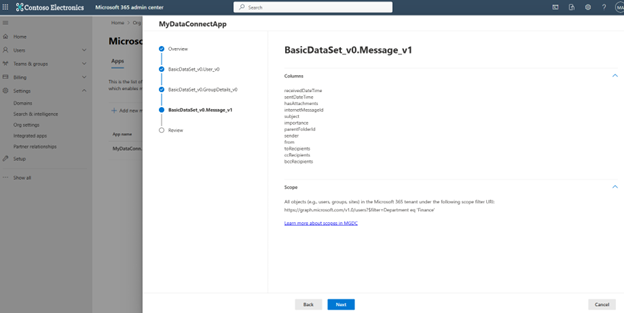 Contoso Electronics
Microsoft 365 admin center
Search
MyDataConnectApp
Home
Users
Teams & groups
Billing
Settings
Domains
Search & intelligence
Org settings
Integrated apps
Partner relationships
Setup
Show all
Home
Org
Micros
Apps
This is the list of
which enables m
Add new
App name
MyDataConn
Overview
BasicDataSet_v0.User_v0
BasicDataSet_v0.GroupDetails_v0
BasicDataSet_v0.Message_v1
Review
BasicDataSet_v0.Message_v1
Columns
receivedDateTime
sentDateTime
hasAttachments
internetMessageId
subject
importance
parentFolderId
sender
from
toRecipients
ccRecipients
bccRecipients
Scope
All objects (e.g., users, groups, sites) in the Microsoft 365 tenant under the following scope filter URI:
https://graph.microsoft.com/v1.0/users?$filter=Department eq 'Finance'
Learn more about scopes in MGDC
Back
Next
Cancel